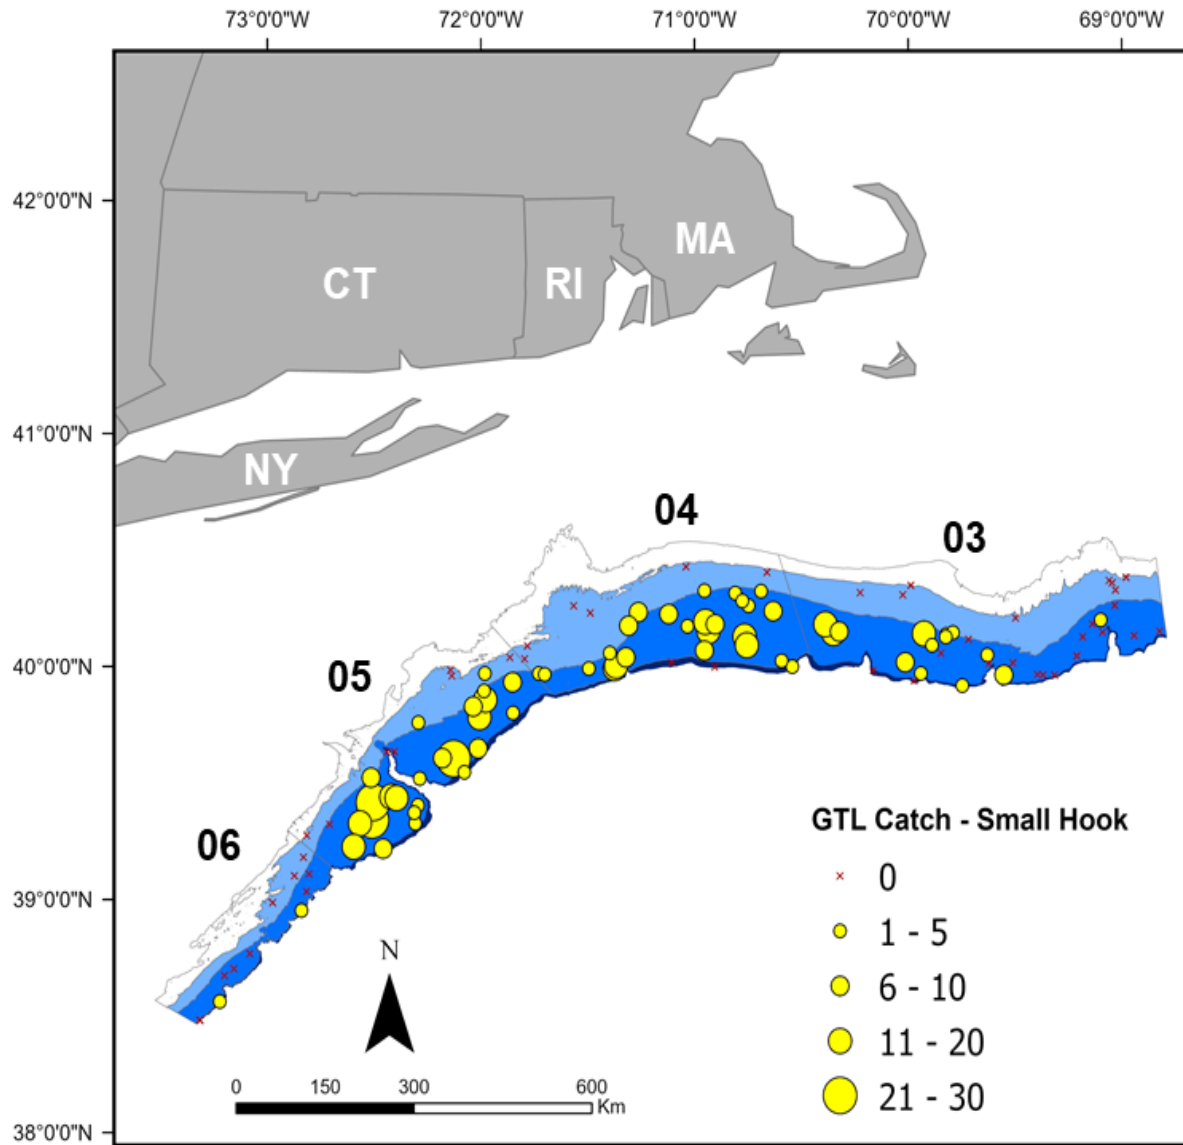 73°0'0"W 72°0'0"W 71°0'0"W 70°0'0"W 69°0'0"W
42°0'0"N
MA
CT RI
41°0'0"N
NY
04
03
40°0'0"N
05
GTL Catch - Small Hook
06
0
39°0'0"N
1 - 5
N
6 - 10
11 - 20
0 150 300 600
Km
21 - 30
38°0'0"N